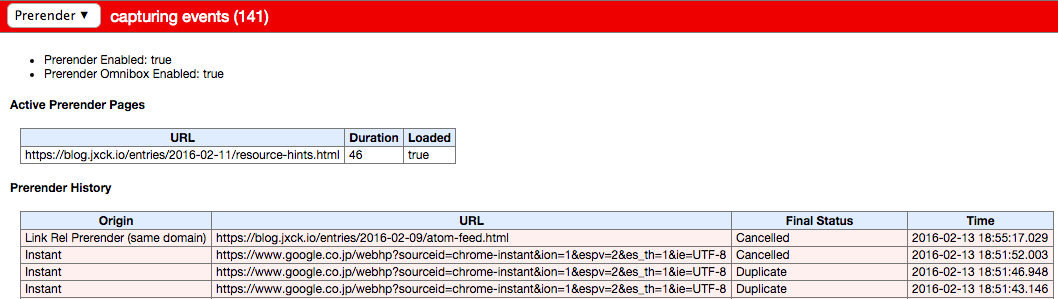 Prerender ▼ capturing events (141)
• Prerender Enabled: true
• Prerender Omnibox Enabled: true
Active Prerender Pages
URL Duration Loaded
https://blog.jxck.io/entries/2016-02-11/resource-hints.html 46 true
Prerender History
Origin URL Final Status Time
Link Rel Prerender (same domain) https://blog.jxck.io/entries/2016-02-09/atom-feed.html Cancelled 2016-02-13 18:55:17.029
Instant https://www.google.co.jp/webhp?sourceid=chrome-instant&ion=1&espv=2&es_th=1&ie=UTF-8 Cancelled 2016-02-13 18:51:52.003
Instant https://www.google.co.jp/webhp?sourceid=chrome-instant&ion=1&espv=2&es_th=1&ie=UTF-8 Duplicate 2016-02-13 18:51:46.948
Instant https://www.google.co.jp/webhp?sourceid=chrome-instant&ion=1&espv=2&es_th=1&ie=UTF-8 Duplicate 2016-02-13 18:51:43.146